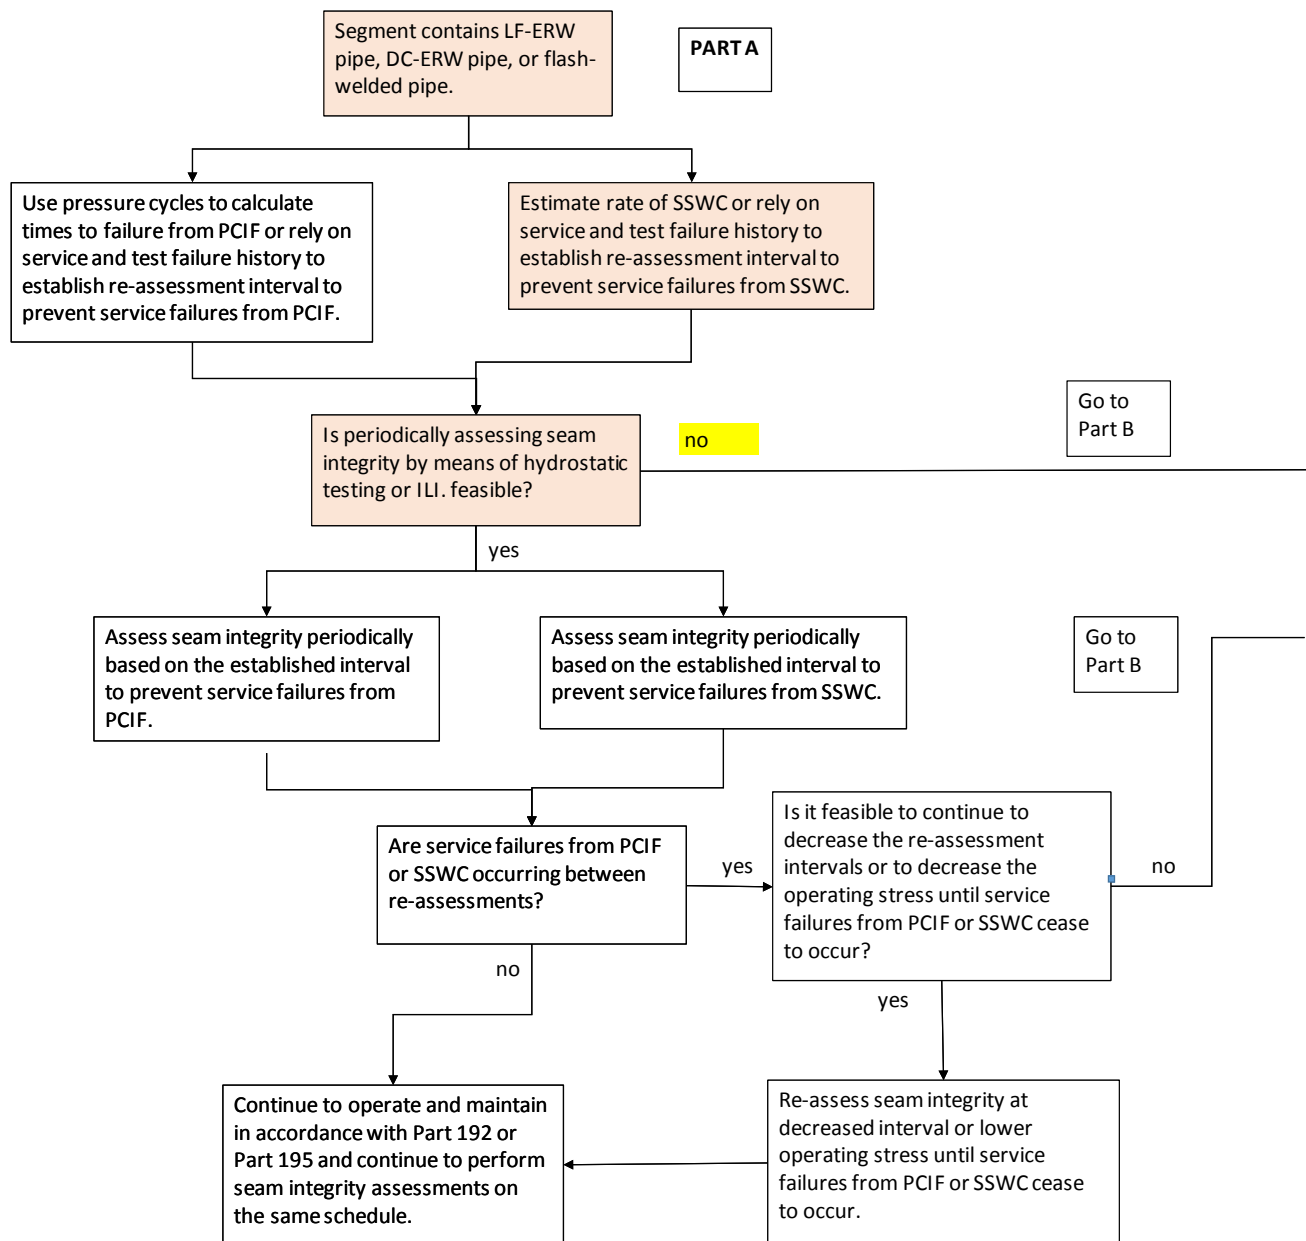 Segment contains LF-ERW
pipe, DC-ERW pipe, or flash-
welded pipe.
PART A
Use pressure cycles to calculate
times to failure from PCIF or rely on
service and test failure history to
establish re-assessment interval to
prevent service failures from PCIF.
Estimate rate of SSWC or rely on
service and test failure history to
establish re-assessment interval to
prevent service failures from SSWC.
Is periodically assessing seam
integrity by means of hydrostatic
testing or ILI. feasible?
no
Go to
Part B
yes
Assess seam integrity periodically
based on the established interval
to prevent service failures from
PCIF.
Assess seam integrity periodically
based on the established interval to
prevent service failures from SSWC.
Go to
Part B
Are service failures from PCIF
or SSWC occurring between
re-assessments?
yes
Is it feasible to continue to
decrease the re-assessment
intervals or to decrease the
operating stress until service
failures from PCIF or SSWC cease
to occur?
no
no
yes
Continue to operate and maintain
in accordance with Part 192 or
Part 195 and continue to perform
seam integrity assessments on
the same schedule.
Re-assess seam integrity at
decreased interval or lower
operating stress until service
failures from PCIF or SSWC cease
to occur.